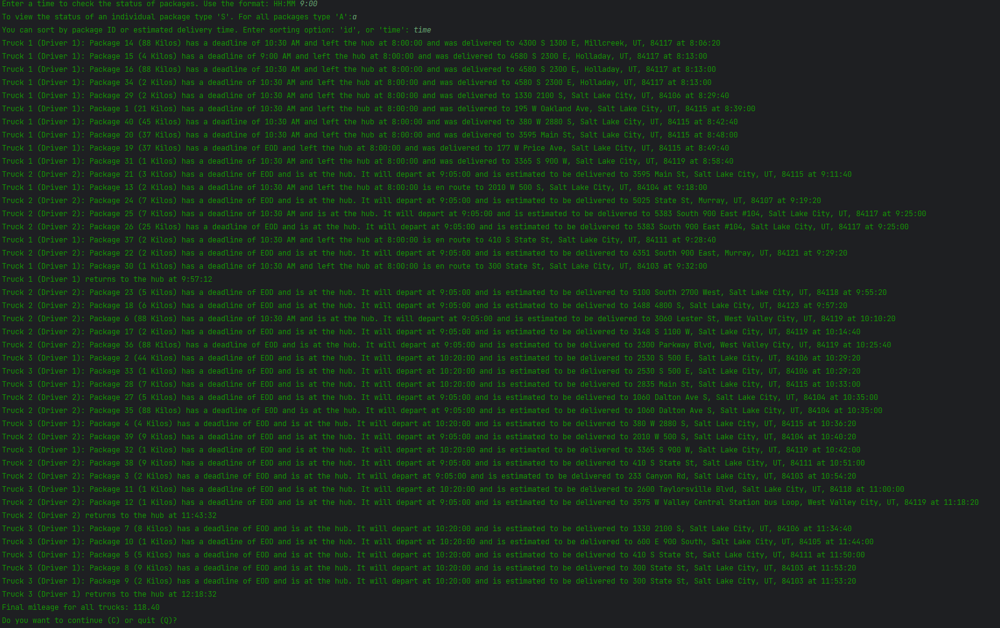 Enter a time to check the status of packages. Use the format: HH:MM 9:00
To view the status of an individual package type 'S'. For all packages type 'A':a
You can sort by package ID or estimated delivery time. Enter sorting option: 'id', or 'time': time
Truck 1 (Driver 1): Package 14 (88 Kilos) has a deadline of 10:30 AM and left the hub at 8:00:00 and was delivered to 4300 S 1300 E, Millcreek, UT, 84117 at 8:06:20
Truck 1 (Driver 1): Package 15 (4 Kilos) has a deadline of 9:00 AM and left the hub at 8:00:00 and was delivered to 4580 S 2300 E, Holladay, UT, 84117 at 8:13:00
Truck 1 (Driver 1): Package 16 (88 Kilos) has a deadline of 10:30 AM and left the hub at 8:00:00 and was delivered to 4580 S 2300 E, Holladay, UT, 84117 at 8:13:00
Truck 1 (Driver 1): Package 34 (2 Kilos) has a deadline of 10:30 AM and left the hub at 8:00:00 and was delivered to 4580 S 2300 E, Holladay, UT, 84117 at 8:13:00
Truck 1 (Driver 1): Package 29 (2 Kilos) has a deadline of 10:30 AM and left the hub at 8:00:00 and was delivered to 1330 2100 S, Salt Lake City, UT, 84106 at 8:29:40
Truck 1 (Driver 1): Package 1 (21 Kilos) has a deadline of 10:30 AM and left the hub at 8:00:00 and was delivered to 195 W Oakland Ave, Salt Lake City, UT, 84115 at 8:39:00
Truck 1 (Driver 1): Package 40 (45 Kilos) has a deadline of 10:30 AM and left the hub at 8:00:00 and was delivered to 380 W 2880 S, Salt Lake City, UT, 84115 at 8:42:40
Truck 1 (Driver 1): Package 20 (37 Kilos) has a deadline of 10:30 AM and left the hub at 8:00:00 and was delivered to 3595 Main St, Salt Lake City, UT, 84115 at 8:48:00
Truck 1 (Driver 1): Package 19 (37 Kilos) has a deadline of EOD and left the hub at 8:00:00 and was delivered to 177 W Price Ave, Salt Lake City, UT, 84115 at 8:49:40
Truck 1 (Driver 1): Package 31 (1 Kilos) has a deadline of 10:30 AM and left the hub at 8:00:00 and was delivered to 3365 S 900 W, Salt Lake City, UT, 84119 at 8:58:40
Truck 2 (Driver 2): Package 21 (3 Kilos) has a deadline of EOD and is at the hub. It will depart at 9:05:00 and is estimated to be delivered to 3595 Main St, Salt Lake City, UT, 84115 at 9:11:40
Truck 1 (Driver 1): Package 13 (2 Kilos) has a deadline of 10:30 AM and left the hub at 8:00:00 is en route to 2010 W 500 S, Salt Lake City, UT, 84104 at 9:18:00
Truck 2 (Driver 2): Package 24 (7 Kilos) has a deadline of EOD and is at the hub. It will depart at 9:05:00 and is estimated to be delivered to 5025 State St, Murray, UT, 84107 at 9:19:20
Truck 2 (Driver 2): Package 25 (7 Kilos) has a deadline of 10:30 AM and is at the hub. It will depart at 9:05:00 and is estimated to be delivered to 5383 South 900 East #104, Salt Lake City, UT, 84117 at 9:25:00
Truck 2 (Driver 2): Package 26 (25 Kilos) has a deadline of EOD and is at the hub. It will depart at 9:05:00 and is estimated to be delivered to 5383 South 900 East #104, Salt Lake City, UT, 84117 at 9:25:00
Truck 1 (Driver 1): Package 37 (2 Kilos) has a deadline of 10:30 AM and left the hub at 8:00:00 is en route to 410 S State St, Salt Lake City, UT, 84111 at 9:28:40
Truck 2 (Driver 2): Package 22 (2 Kilos) has a deadline of EOD and is at the hub. It will depart at 9:05:00 and is estimated to be delivered to 6351 South 900 East, Murray, UT, 84121 at 9:29:20
Truck 1 (Driver 1): Package 30 (1 Kilos) has a deadline of 10:30 AM and left the hub at 8:00:00 is en route to 300 State St, Salt Lake City, UT, 84103 at 9:32:00
Truck 1 (Driver 1) returns to the hub at 9:57:12
Truck 2 (Driver 2): Package 23 (5 Kilos) has a deadline of EOD and is at the hub. It will depart at 9:05:00 and is estimated to be delivered to 5100 South 2700 West, Salt Lake City, UT, 84118 at 9:55:20
Truck 2 (Driver 2): Package 18 (6 Kilos) has a deadline of EOD and is at the hub. It will depart at 9:05:00 and is estimated to be delivered to 1488 4800 S, Salt Lake City, UT, 84123 at 9:57:20
Truck 2 (Driver 2): Package 6 (88 Kilos) has a deadline of 10:30 AM and is at the hub. It will depart at 9:05:00 and is estimated to be delivered to 3060 Lester St, West Valley City, UT, 84119 at 10:10:20
Truck 2 (Driver 2): Package 17 (2 Kilos) has a deadline of EOD and is at the hub. It will depart at 9:05:00 and is estimated to be delivered to 3148 S 1100 W, Salt Lake City, UT, 84119 at 10:14:40
Truck 2 (Driver 2): Package 36 (88 Kilos) has a deadline of EOD and is at the hub. It will depart at 9:05:00 and is estimated to be delivered to 2300 Parkway Blvd, West Valley City, UT, 84119 at 10:25:40
Truck 3 (Driver 1): Package 2 (44 Kilos) has a deadline of EOD and is at the hub. It will depart at 10:20:00 and is estimated to be delivered to 2530 S 500 E, Salt Lake City, UT, 84106 at 10:29:20
Truck 3 (Driver 1): Package 33 (1 Kilos) has a deadline of EOD and is at the hub. It will depart at 10:20:00 and is estimated to be delivered to 2530 S 500 E, Salt Lake City, UT, 84106 at 10:29:20
Truck 3 (Driver 1): Package 28 (7 Kilos) has a deadline of EOD and is at the hub. It will depart at 10:20:00 and is estimated to be delivered to 2835 Main St, Salt Lake City, UT, 84115 at 10:33:00
Truck 2 (Driver 2): Package 27 (5 Kilos) has a deadline of EOD and is at the hub. It will depart at 9:05:00 and is estimated to be delivered to 1060 Dalton Ave S, Salt Lake City, UT, 84104 at 10:35:00
Truck 2 (Driver 2): Package 35 (88 Kilos) has a deadline of EOD and is at the hub. It will depart at 9:05:00 and is estimated to be delivered to 1060 Dalton Ave S, Salt Lake City, UT, 84104 at 10:35:00
Truck 3 (Driver 1): Package 4 (4 Kilos) has a deadline of EOD and is at the hub. It will depart at 10:20:00 and is estimated to be delivered to 380 W 2880 S, Salt Lake City, UT, 84115 at 10:36:20
Truck 2 (Driver 2): Package 39 (9 Kilos) has a deadline of EOD and is at the hub. It will depart at 9:05:00 and is estimated to be delivered to 2010 W 500 S, Salt Lake City, UT, 84104 at 10:40:20
Truck 3 (Driver 1): Package 32 (1 Kilos) has a deadline of EOD and is at the hub. It will depart at 10:20:00 and is estimated to be delivered to 3365 S 900 W, Salt Lake City, UT, 84119 at 10:42:00
Truck 2 (Driver 2): Package 38 (9 Kilos) has a deadline of EOD and is at the hub. It will depart at 9:05:00 and is estimated to be delivered to 410 S State St, Salt Lake City, UT, 84111 at 10:51:00
Truck 2 (Driver 2): Package 3 (2 Kilos) has a deadline of EOD and is at the hub. It will depart at 9:05:00 and is estimated to be delivered to 233 Canyon Rd, Salt Lake City, UT, 84103 at 10:54:20
Truck 3 (Driver 1): Package 11 (1 Kilos) has a deadline of EOD and is at the hub. It will depart at 10:20:00 and is estimated to be delivered to 2600 Taylorsville Blvd, Salt Lake City, UT, 84118 at 11:00:00
Truck 2 (Driver 2): Package 12 (1 Kilos) has a deadline of EOD and is at the hub. It will depart at 9:05:00 and is estimated to be delivered to 3575 W Valley Central Station bus Loop, West Valley City, UT, 84119 at 11:18:20
Truck 2 (Driver 2) returns to the hub at 11:43:32
Truck 3 (Driver 1): Package 7 (8 Kilos) has a deadline of EOD and is at the hub. It will depart at 10:20:00 and is estimated to be delivered to 1330 2100 S, Salt Lake City, UT, 84106 at 11:34:40
Truck 3 (Driver 1): Package 10 (1 Kilos) has a deadline of EOD and is at the hub. It will depart at 10:20:00 and is estimated to be delivered to 600 E 900 South, Salt Lake City, UT, 84105 at 11:44:00
Truck 3 (Driver 1): Package 5 (5 Kilos) has a deadline of EOD and is at the hub. It will depart at 10:20:00 and is estimated to be delivered to 410 S State St, Salt Lake City, UT, 84111 at 11:50:00
Truck 3 (Driver 1): Package 8 (9 Kilos) has a deadline of EOD and is at the hub. It will depart at 10:20:00 and is estimated to be delivered to 300 State St, Salt Lake City, UT, 84103 at 11:53:20
Truck 3 (Driver 1): Package 9 (2 Kilos) has a deadline of EOD and is at the hub. It will depart at 10:20:00 and is estimated to be delivered to 300 State St, Salt Lake City, UT, 84103 at 11:53:20
Truck 3 (Driver 1) returns to the hub at 12:18:32
Final mileage for all trucks: 118.40
Do you want to continue (C) or quit (Q)?